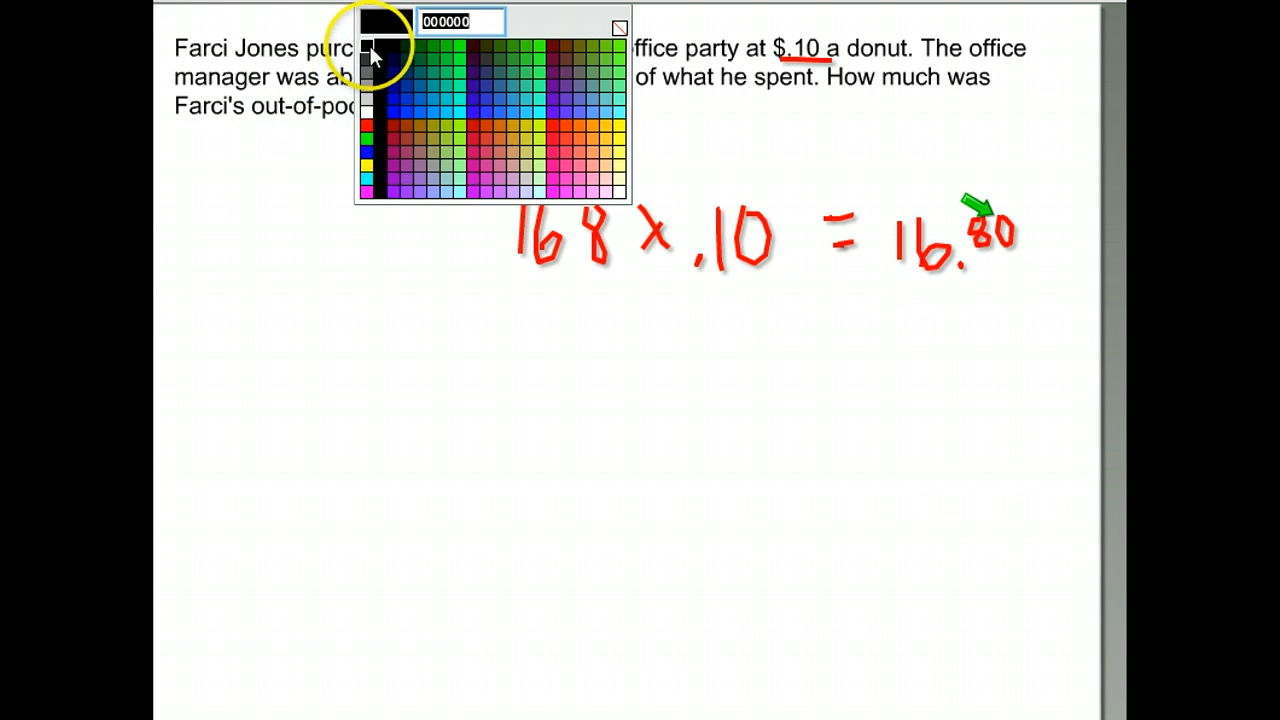 000000
Farci Jones purc ffice party at $.10 a donut. The office
manager was ab of what he spent. How much was
Farci's out-of-poc
168 x .10 = 16.80